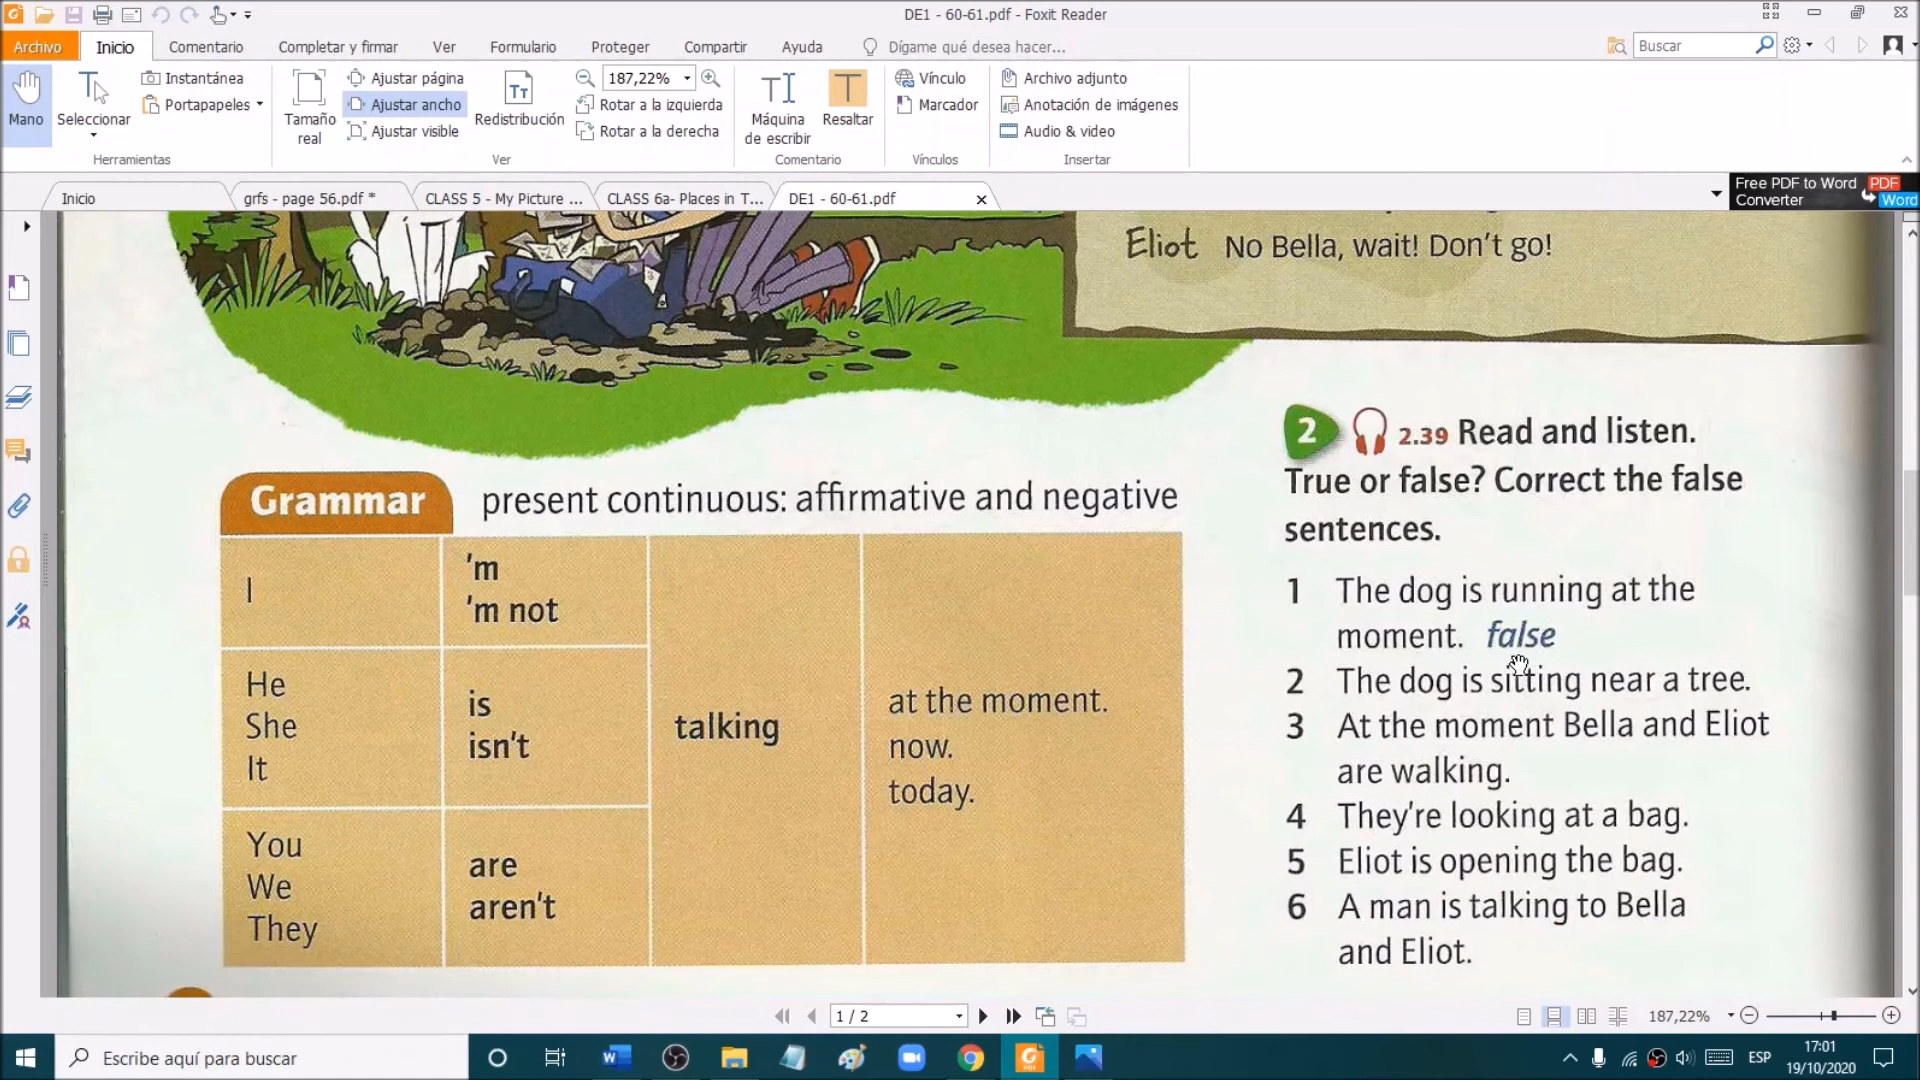 DE1 - 60-61.pdf - Foxit Reader
Archivo Inicio Comentario Completar y firmar Ver Formulario Proteger Compartir Ayuda Dígame qué desea hacer... Buscar
Mano
Seleccionar
Instantánea
Portapapeles
Herramientas
Tamaño real
Ajustar página
Ajustar ancho
Ajustar visible
Redistribución
187,22%
Rotar a la izquierda
Rotar a la derecha
Ver
Máquina de escribir
Resaltar
Comentario
Vínculo
Marcador
Vínculos
Archivo adjunto
Anotación de imágenes
Audio & video
Insertar
Inicio grfs - page 56.pdf * CLASS 5 - My Picture ... CLASS 6a- Places in T... DE1 - 60-61.pdf
Free PDF to Word PDF
Converter Word
Eliot No Bella, wait! Don't go!
Grammar present continuous: affirmative and negative
I
'm
'm not
He
She
It
is
isn't
You
We
They
are
aren't
talking
at the moment.
now.
today.
2 2.39 Read and listen.
True or false? Correct the false
sentences.
1 The dog is running at the
moment. false
2 The dog is sitting near a tree.
3 At the moment Bella and Eliot
are walking.
4 They're looking at a bag.
5 Eliot is opening the bag.
6 A man is talking to Bella
and Eliot.
1 / 2
187,22%
Escribe aquí para buscar
ESP
17:01
19/10/2020